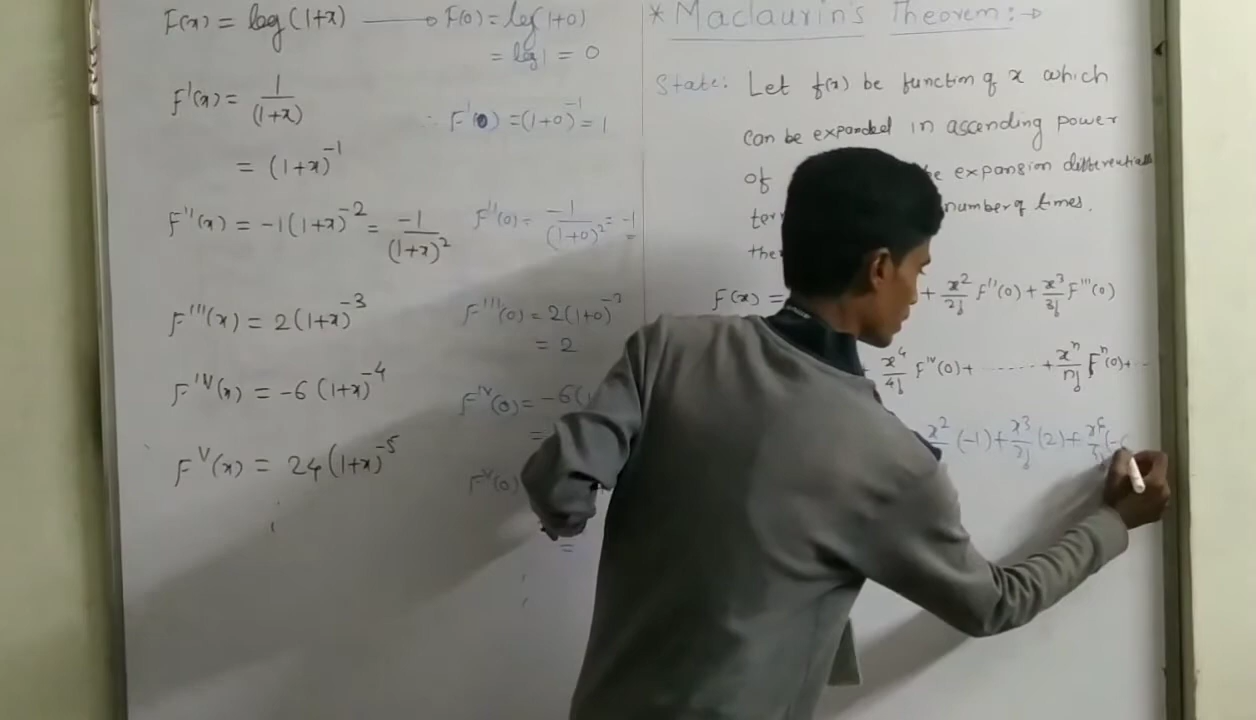 F(x) = log(1+x) → F(0) = log(1+0)
= log 1 = 0
F'(x) = 1/(1+x)
∴ F'(0) = (1+0)^-1 = 1
= (1+x)^-1
F''(x) = -1(1+x)^-2 = -1/(1+x)^2
F''(0) = -1/(1+0)^2 = -1
F'''(x) = 2(1+x)^-3
F'''(0) = 2(1+0)
= 2
F^IV(x) = -6(1+x)^-4
F^IV(0) = -6(1
=
F^V(x) = 24(1+x)^-5
F^V(0)
=
* Maclaurin's Theorem :→
State: Let f(x) be function of x which
can be expanded in ascending power
of expansion
number of times.
F(x) = + x^2/2! F''(0) + x^3/3! F'''(0)
x^4/4! F^IV(0) + ...... + x^n/n! F^n(0) + ...
x^2 (-1) + x^3/3! (2) +